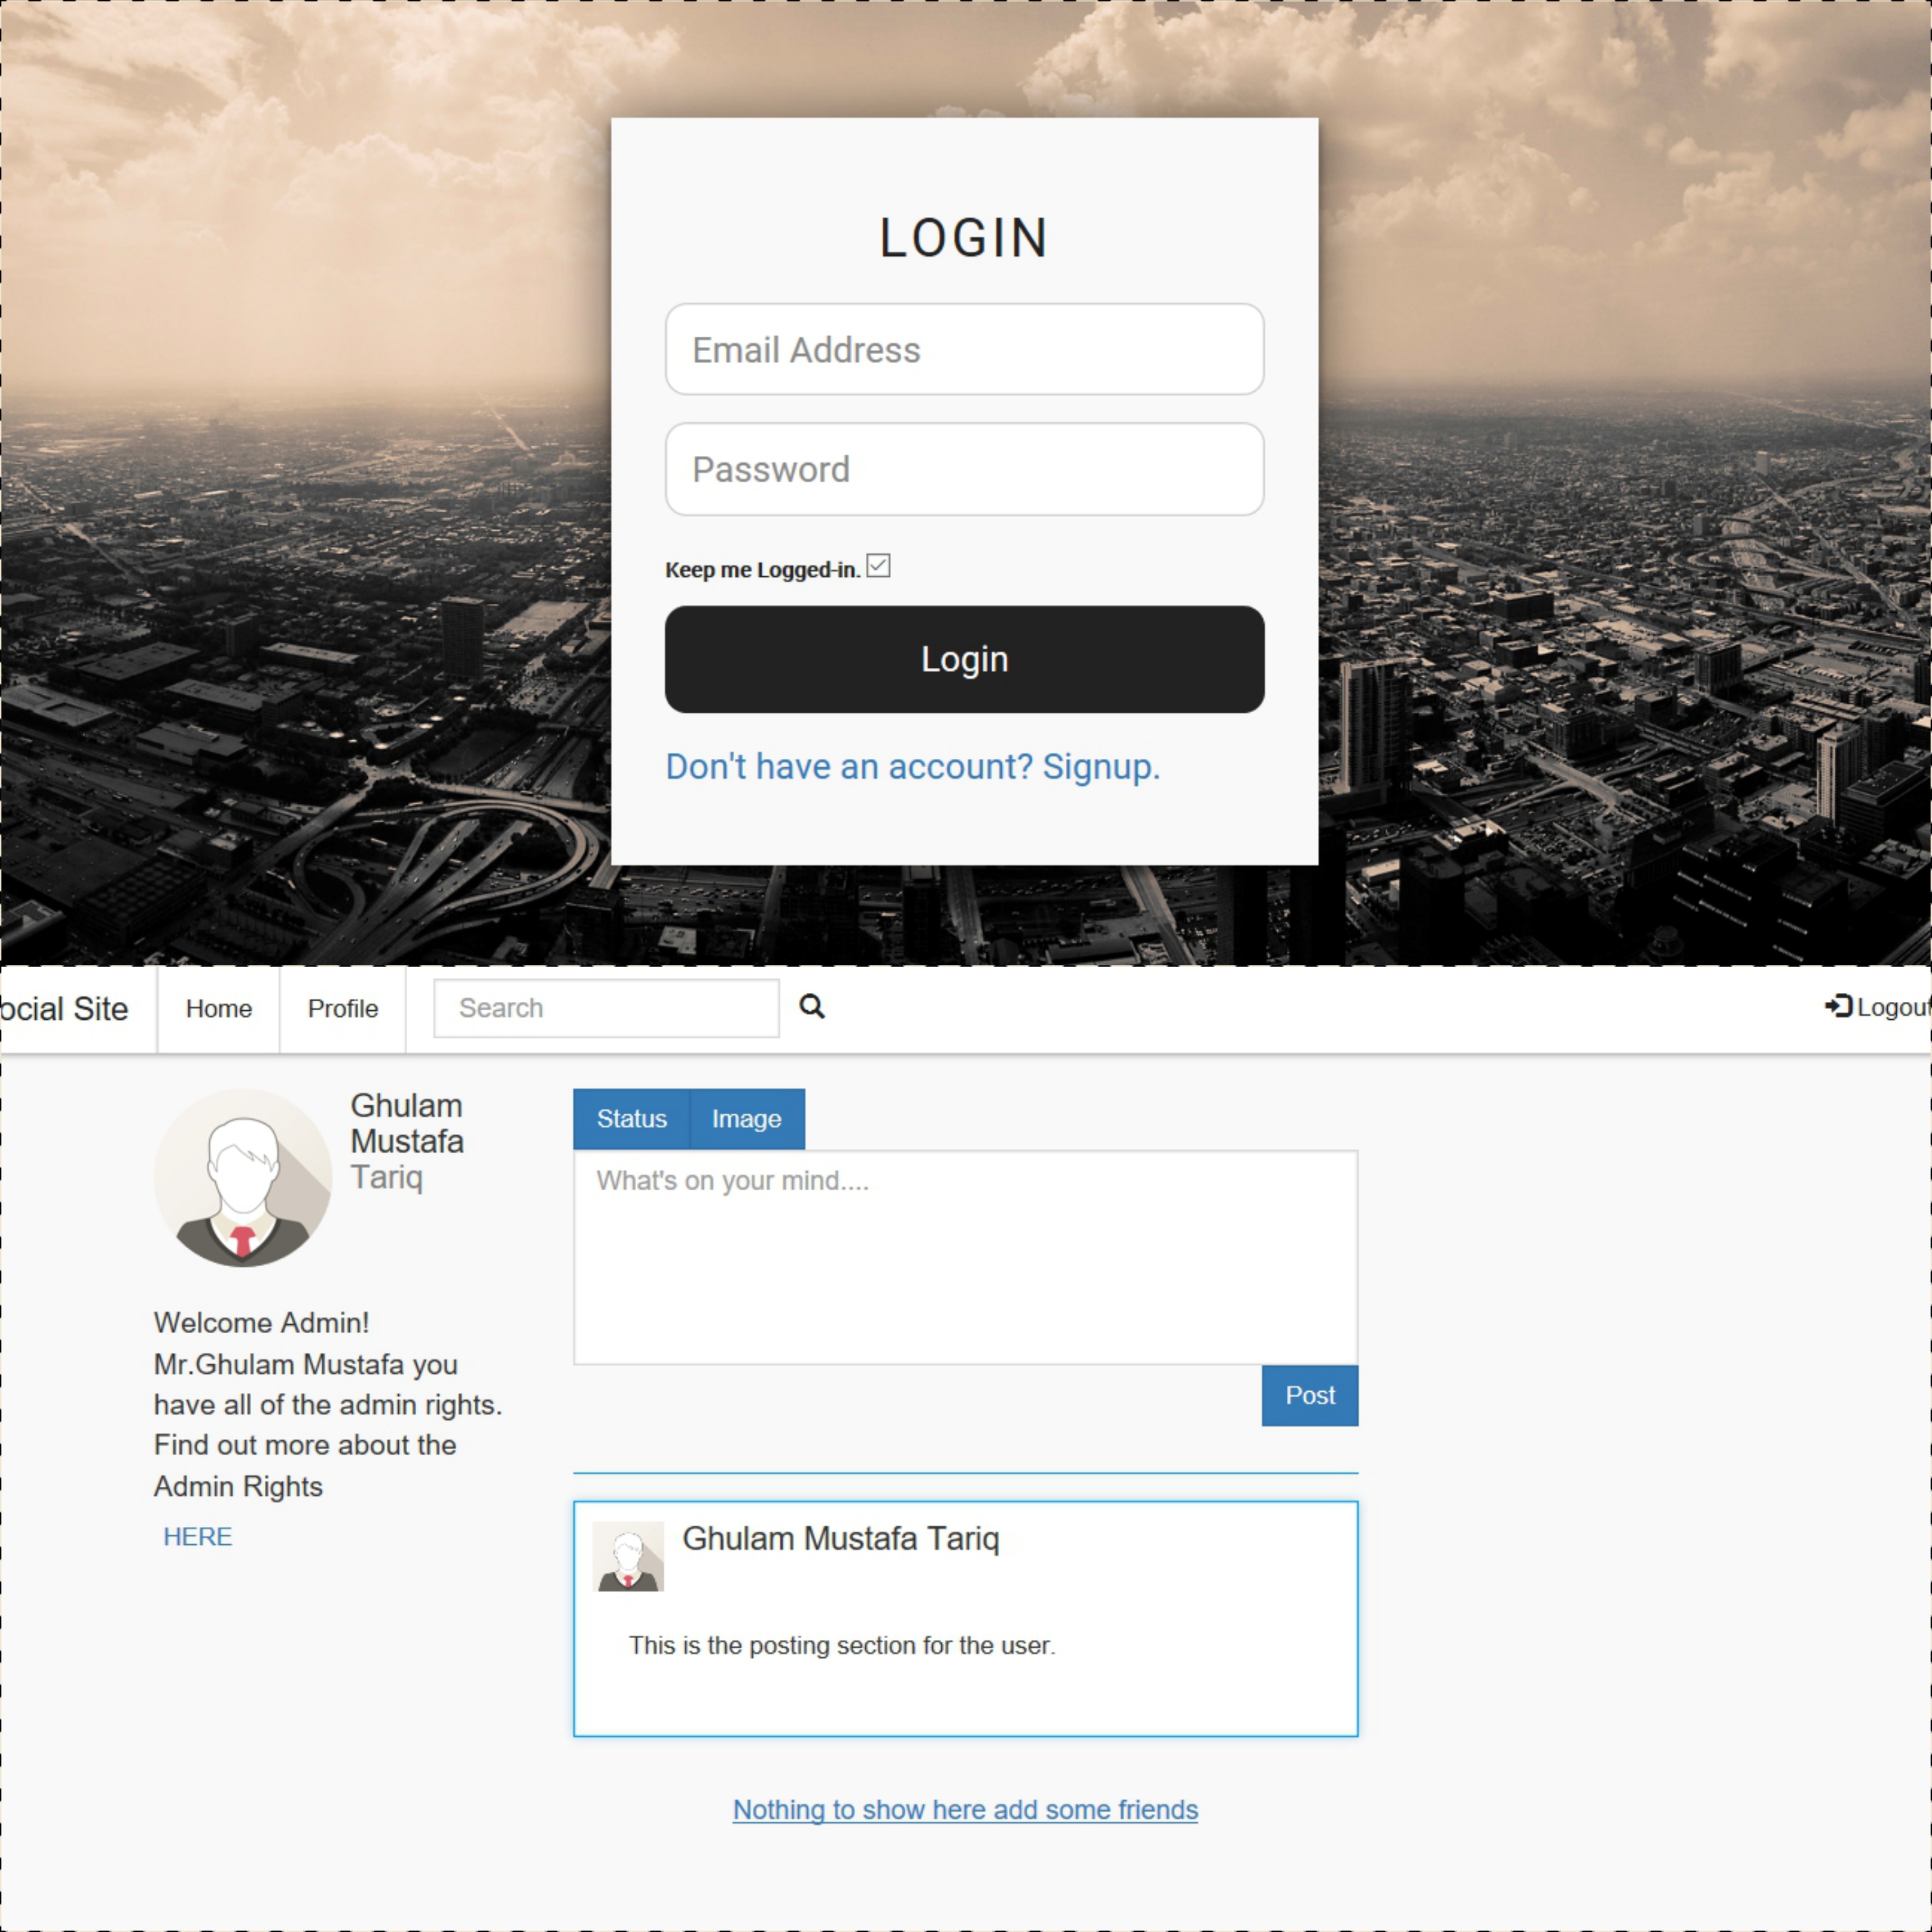 LOGIN
Email Address
Password
Keep me Logged-in.
Login
Don't have an account? Signup.
ocial Site Home Profile Search Logout
Ghulam
Mustafa
Tariq
Status Image
What's on your mind....
Welcome Admin!
Mr.Ghulam Mustafa you
have all of the admin rights.
Find out more about the
Admin Rights
HERE
Post
Ghulam Mustafa Tariq
This is the posting section for the user.
Nothing to show here add some friends